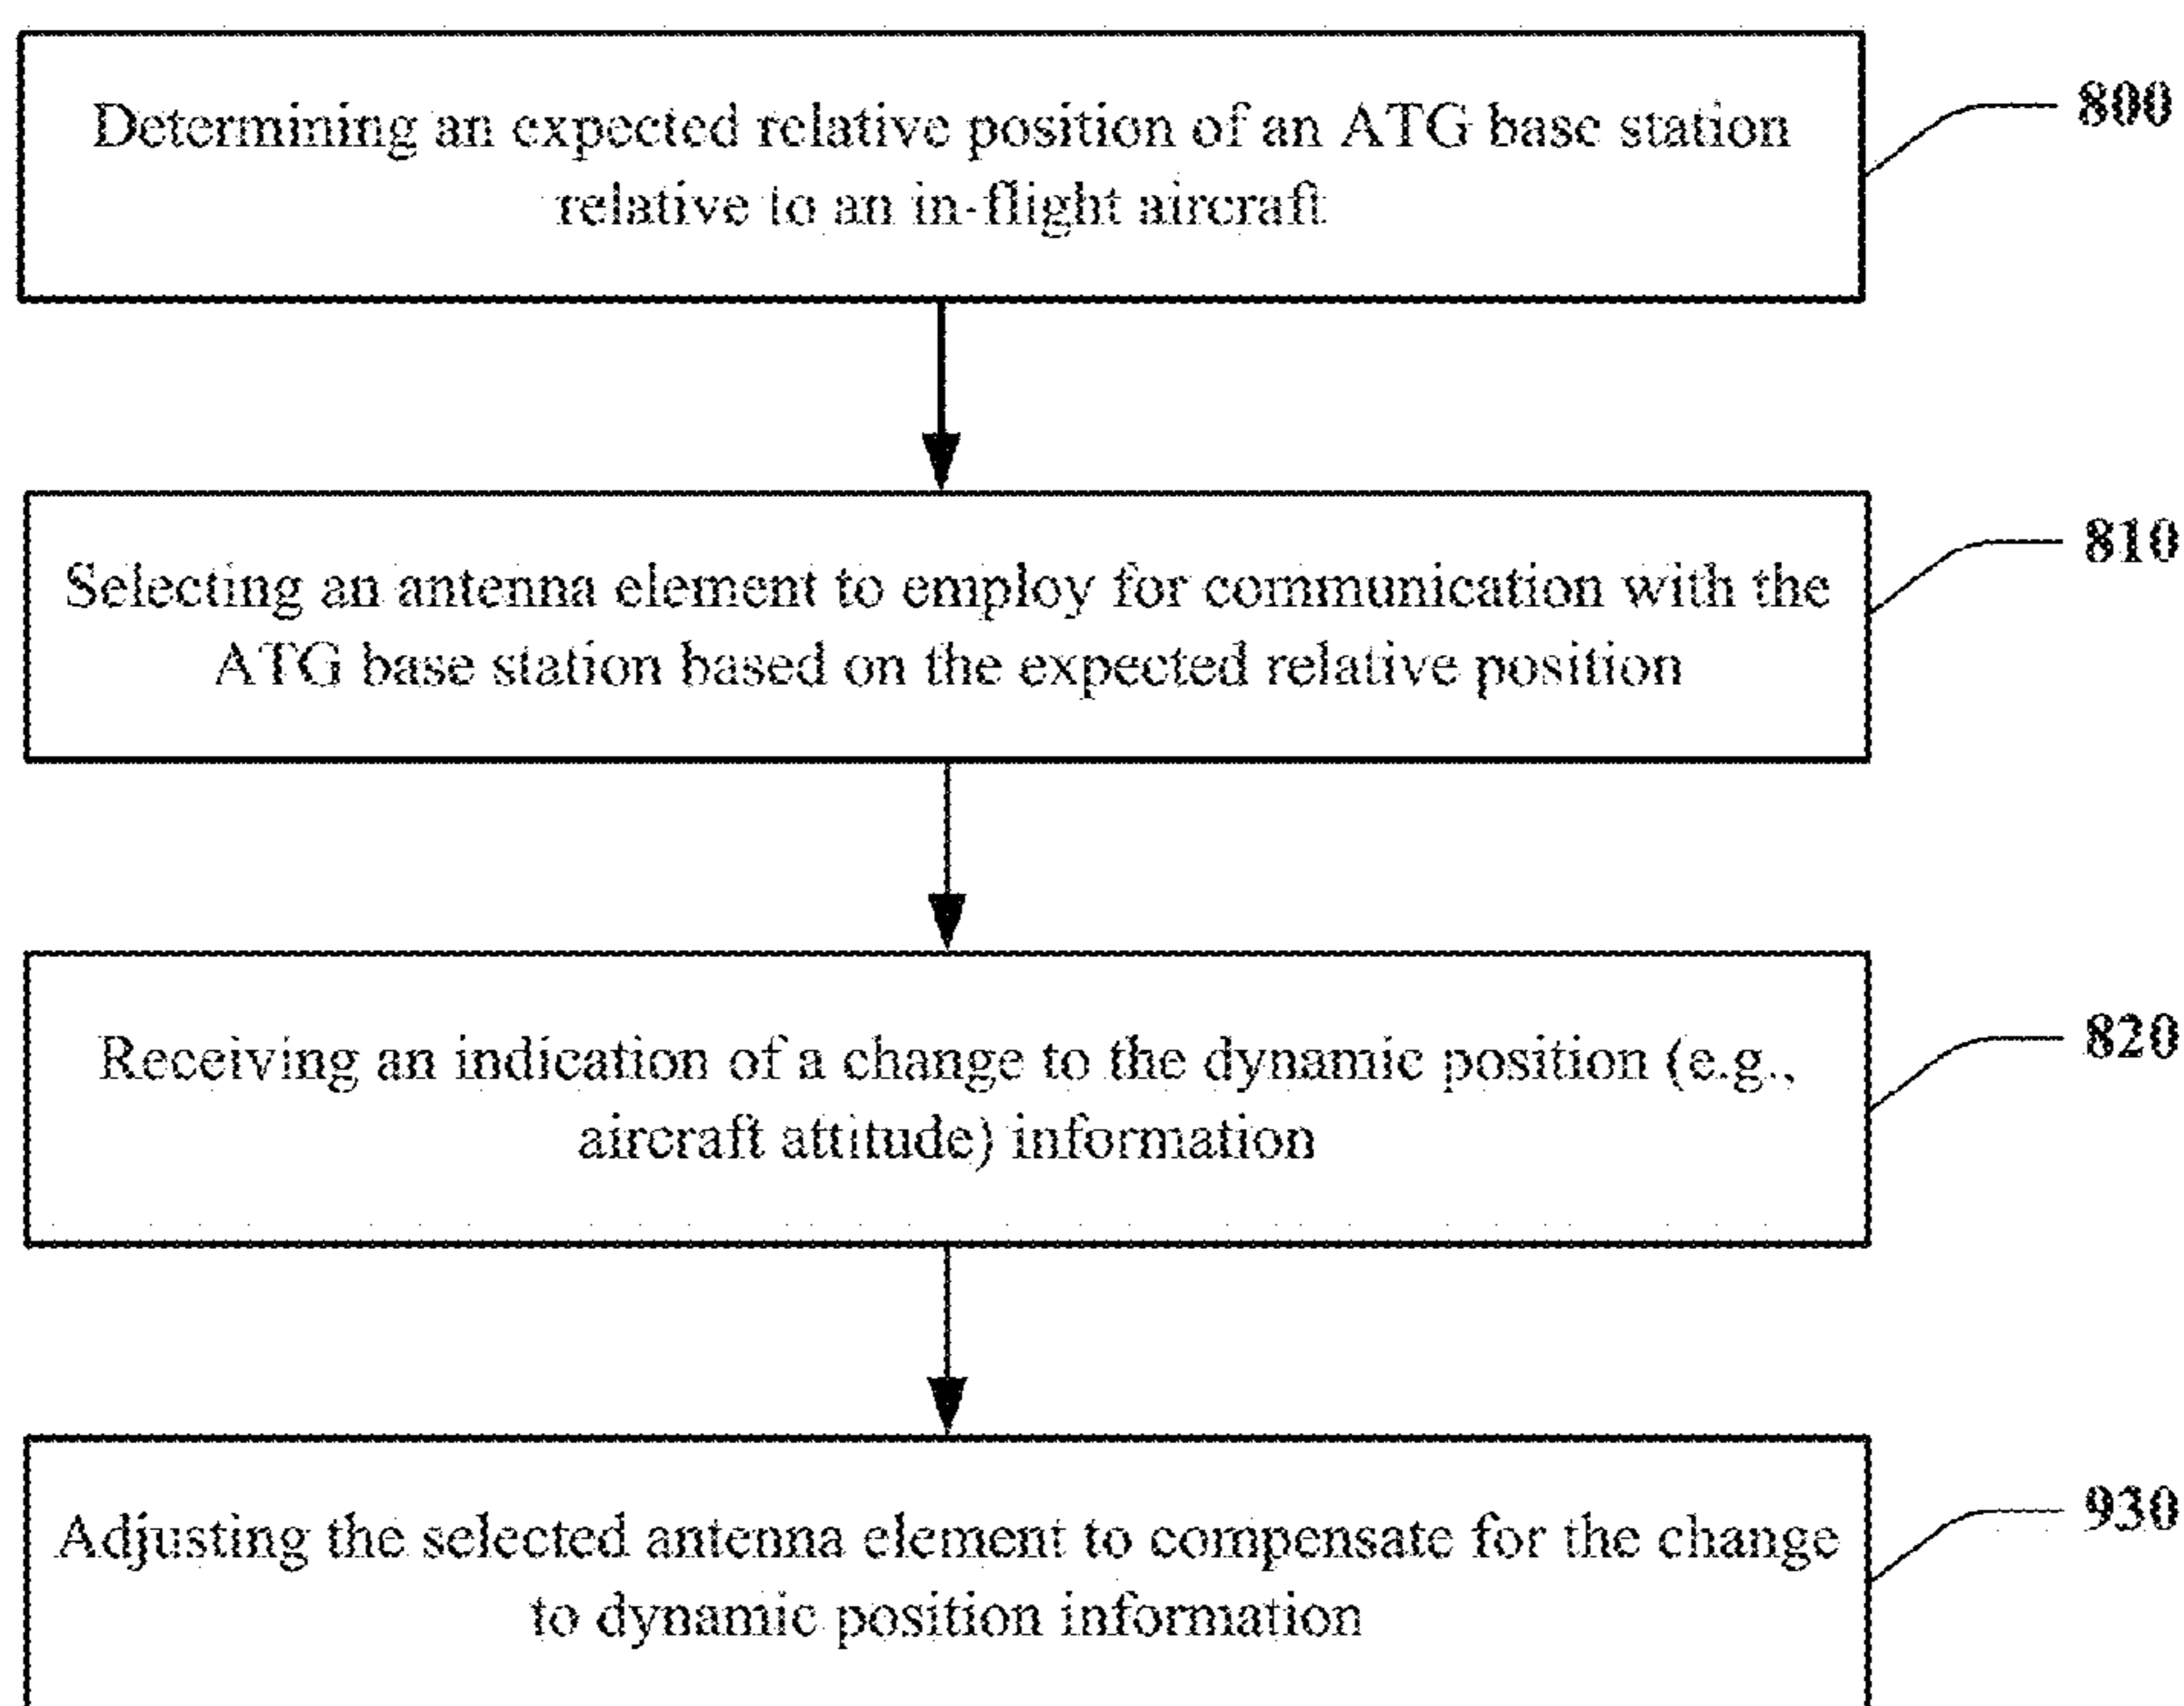 Determining an expected relative position of an ATG base station
relative to an in-flight aircraft
800
Selecting an antenna element to employ for communication with the
ATG base station based on the expected relative position
810
Receiving an indication of a change to the dynamic position (e.g.,
aircraft attitude) information
820
Adjusting the selected antenna element to compensate for the change
to dynamic position information
930